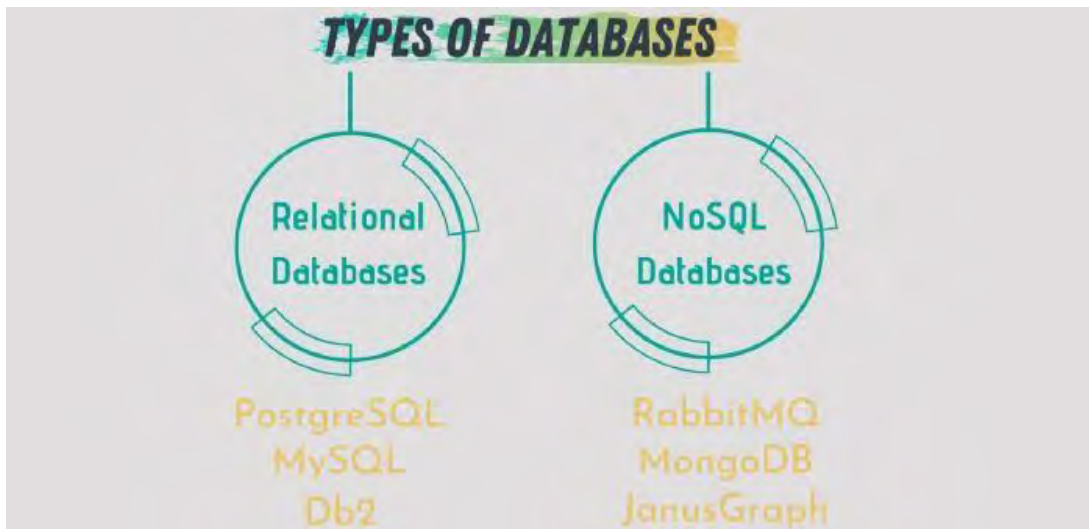 TYPES OF DATABASES
Relational
Databases
NoSQL
Databases
PostgreSQL
MySQL
Db2
RabbitMQ
MongoDB
JanusGraph